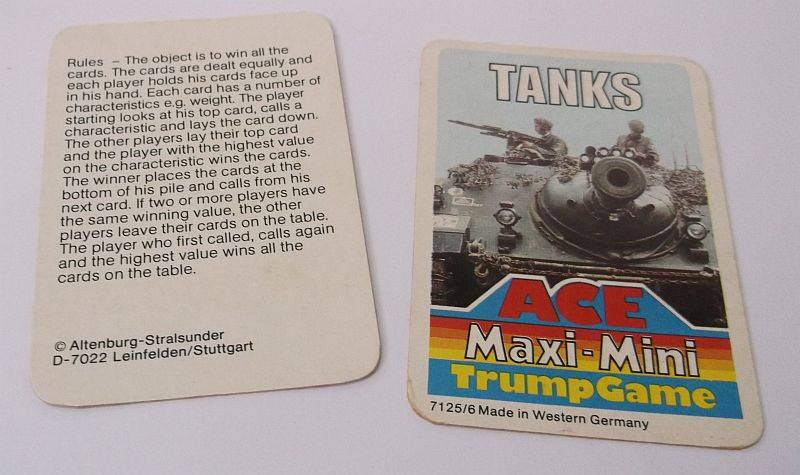 Rules – The object is to win all the
cards. The cards are dealt equally and
each player holds his cards face up
in his hand. Each card has a number of
characteristics e.g. weight. The player
starting looks at his top card, calls a
characteristic and lays the card down.
The other players lay their top card
and the player with the highest value
on the characteristic wins the cards.
The winner places the cards at the
bottom of his pile and calls from his
next card. If two or more players have
the same winning value, the other
players leave their cards on the table.
The player who first called, calls again
and the highest value wins all the
cards on the table.
© Altenburg-Stralsunder
D-7022 Leinfelden/Stuttgart
TANKS
ACE
Maxi-Mini
Trump Game
7125/6 Made in Western Germany